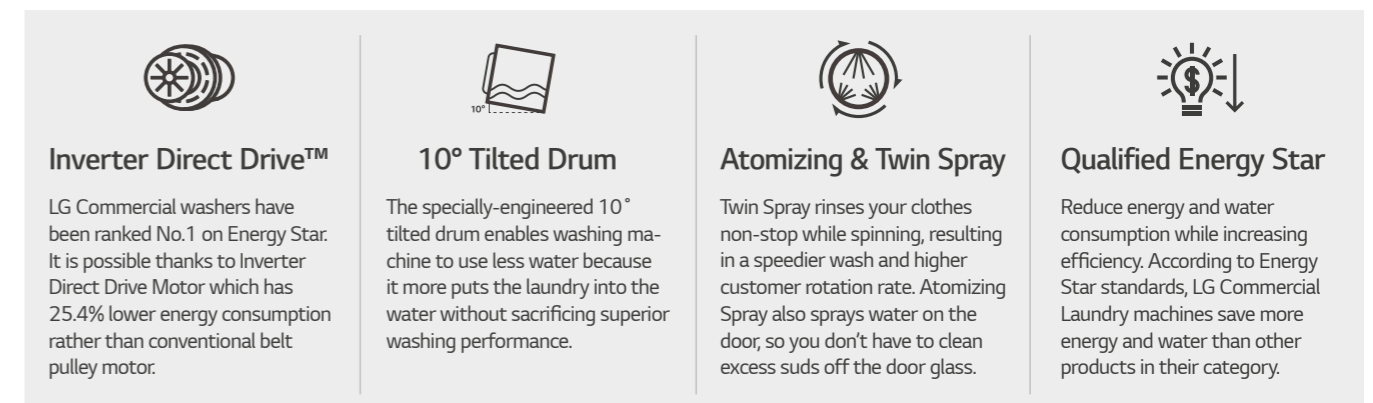 Inverter Direct Drive™
LG Commercial washers have
been ranked No.1 on Energy Star.
It is possible thanks to Inverter
Direct Drive Motor which has
25.4% lower energy consumption
rather than conventional belt
pulley motor.
10°
10° Tilted Drum
The specially-engineered 10˚
tilted drum enables washing ma-
chine to use less water because
it more puts the laundry into the
water without sacrificing superior
washing performance.
Atomizing & Twin Spray
Twin Spray rinses your clothes
non-stop while spinning, resulting
in a speedier wash and higher
customer rotation rate. Atomizing
Spray also sprays water on the
door, so you don’t have to clean
excess suds off the door glass.
$
Qualified Energy Star
Reduce energy and water
consumption while increasing
efficiency. According to Energy
Star standards, LG Commercial
Laundry machines save more
energy and water than other
products in their category.